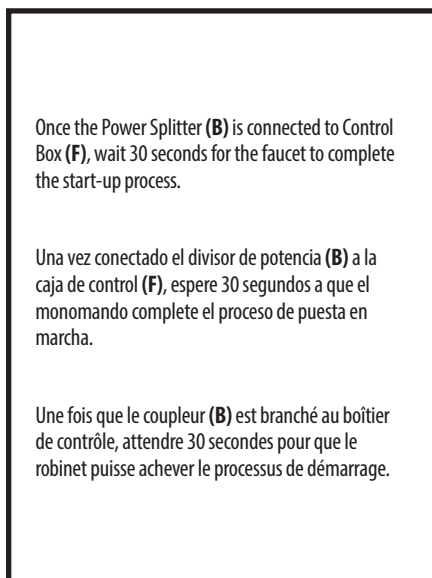 Once the Power Splitter (B) is connected to Control
Box (F), wait 30 seconds for the faucet to complete
the start-up process.
Una vez conectado el divisor de potencia (B) a la
caja de control (F), espere 30 segundos a que el
monomando complete el proceso de puesta en
marcha.
Une fois que le coupleur (B) est branché au boîtier
de contrôle, attendre 30 secondes pour que le
robinet puisse achever le processus de démarrage.